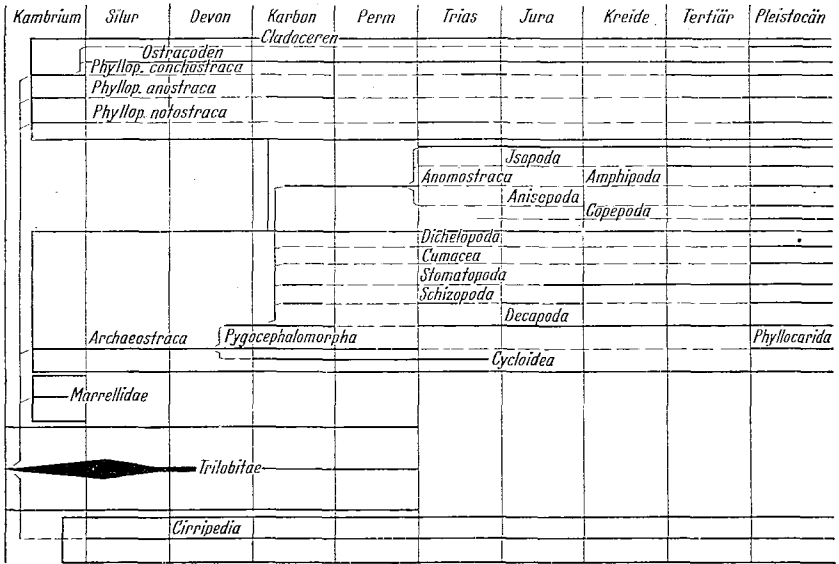 Kambrium Silur Devon Karbon Perm Trias Jura Kreide Tertiär Pleistocän
Cladoceren
Ostracoden
Phyllop. conchostraca
Phyllop. anostraca
Phyllop. notostraca
Jsopoda
Anomostraca Amphipoda
Anisopoda
Copepoda
Dichelopoda
Cumacea
Stomatopoda
Schizopoda
Decapoda
Archaeostraca Pygocephalomorpha Phyllocarida
Cycloidea
Marrellidae
Trilobitae
Cirripedia